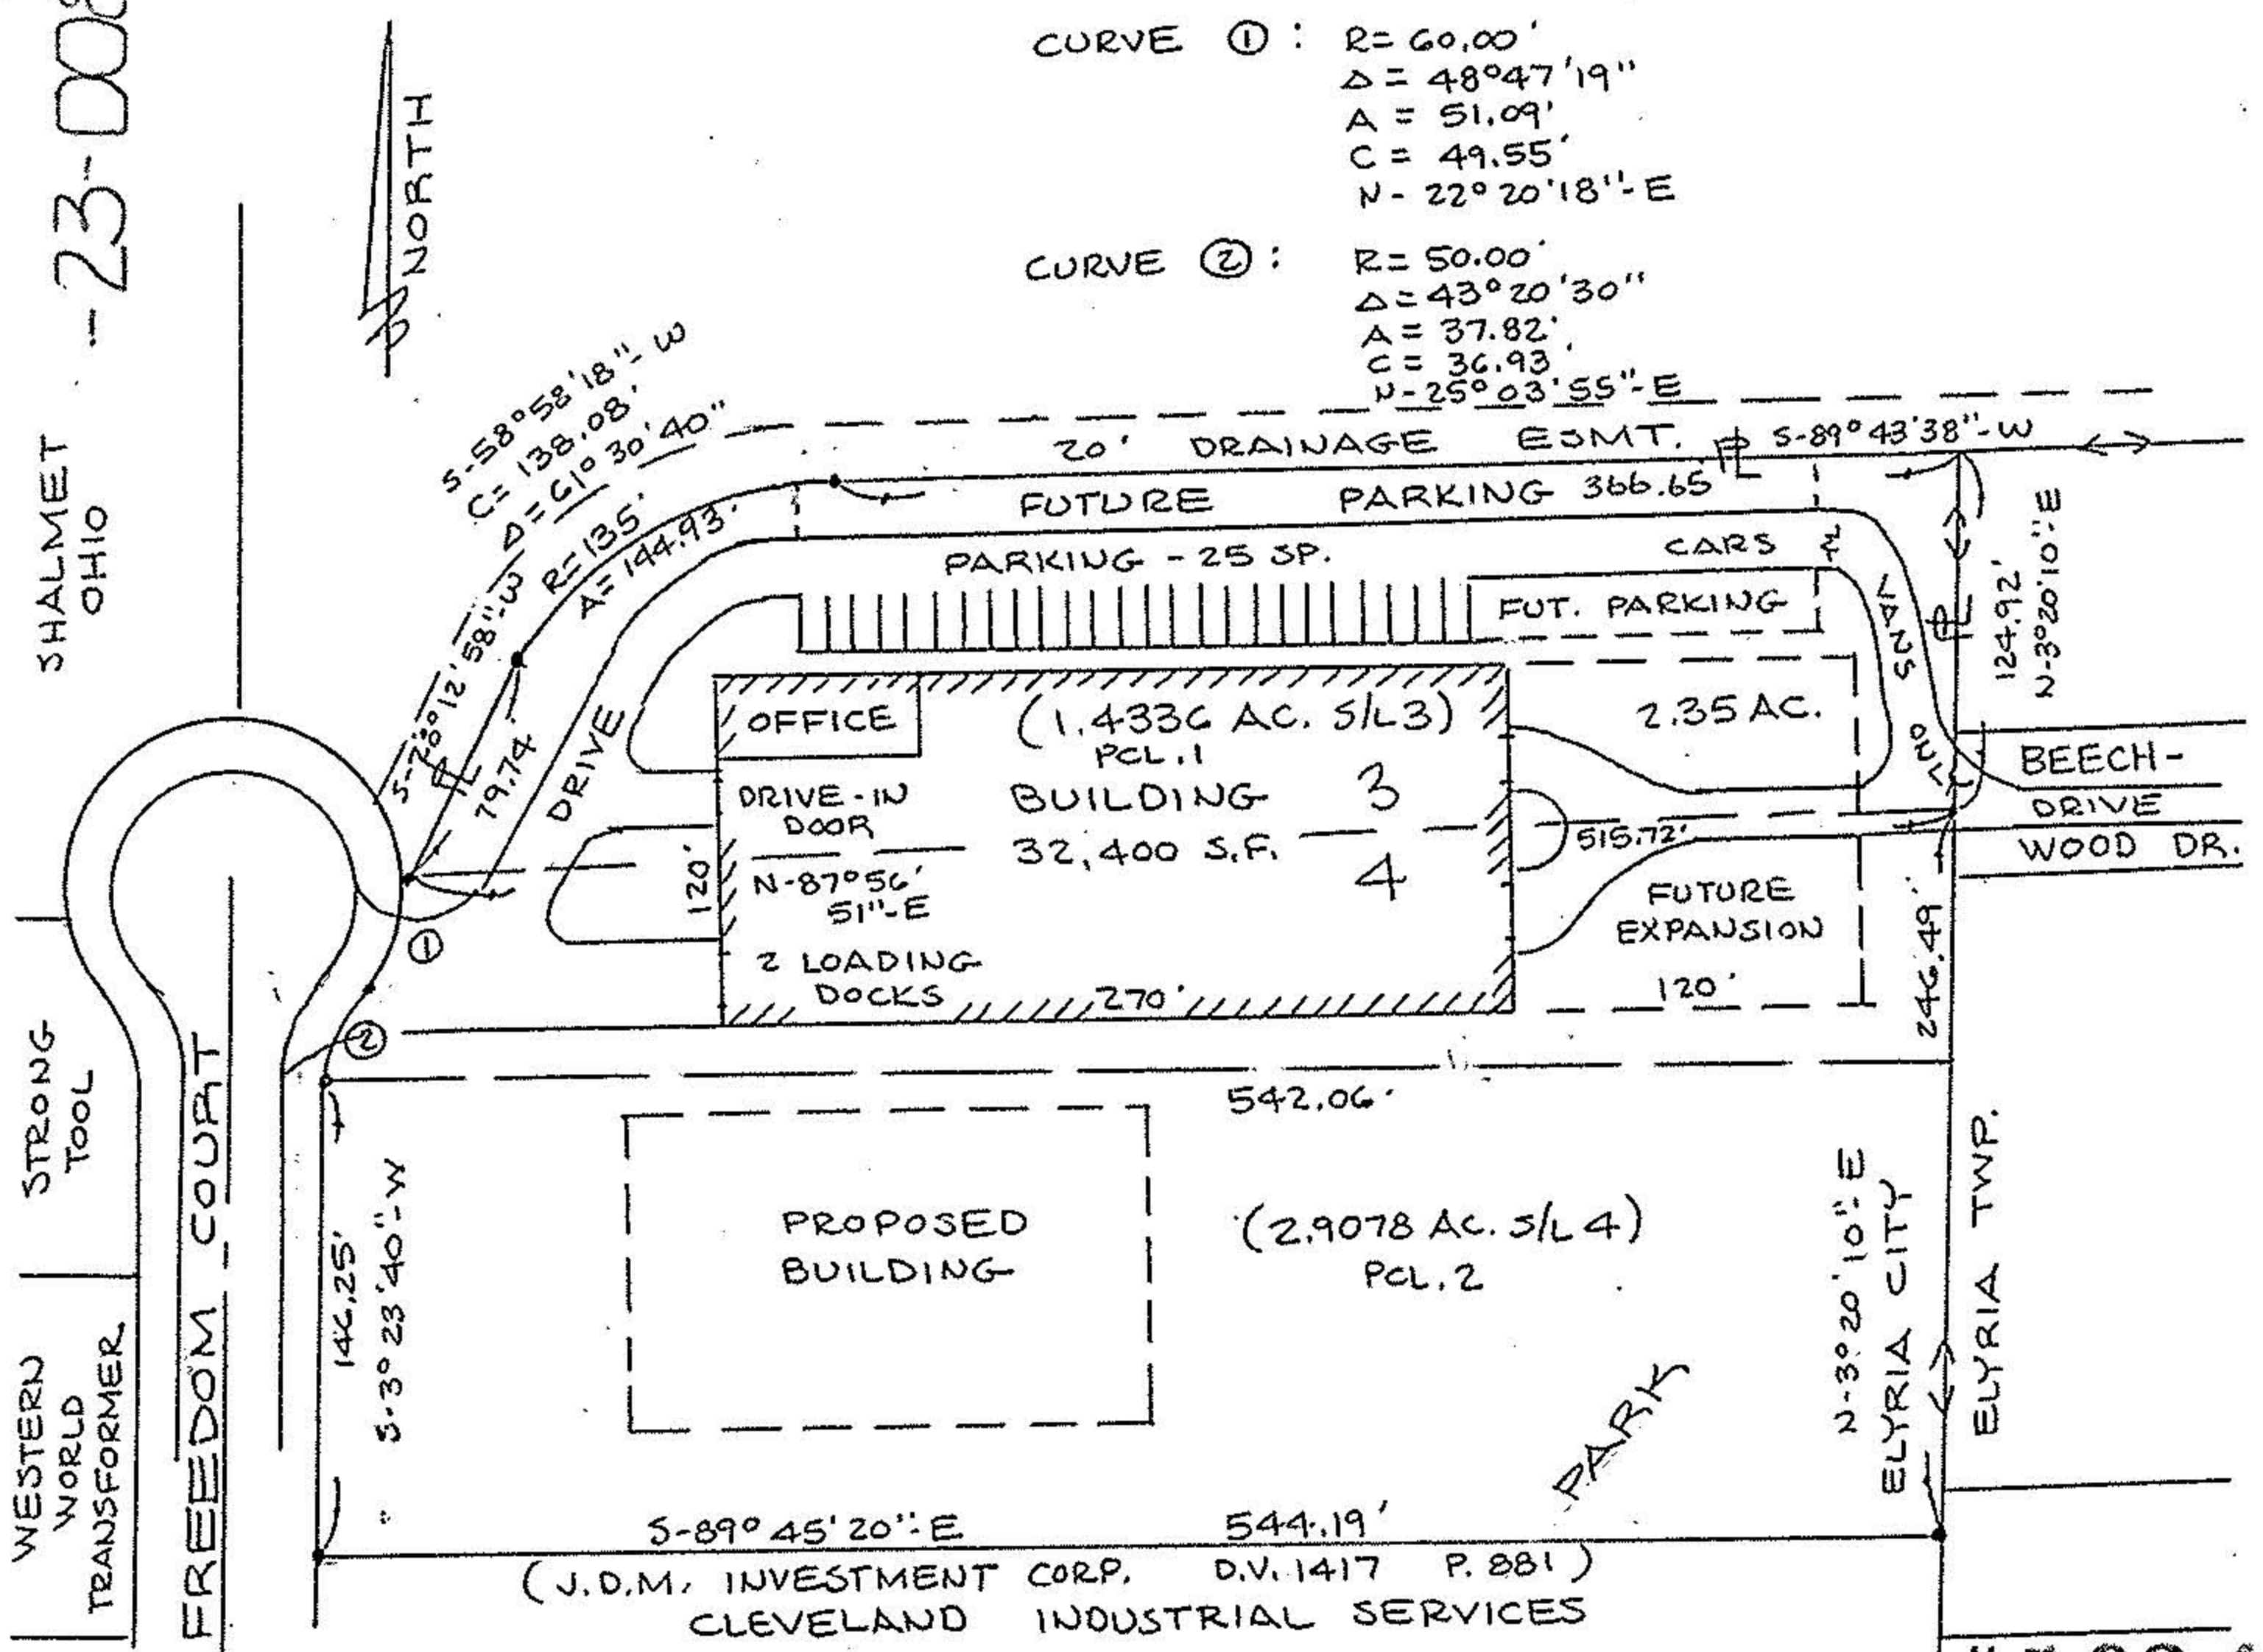 SHALMET
OHIO
NORTH
CURVE ① : R= 60.00'
Δ = 48°47'19"
A = 51.09'
C = 49.55'
N- 22°20'18"-E
CURVE ② : R= 50.00'
Δ= 43°20'30"
A = 37.82'
C = 36.93'
N-25°03'55"-E
S-58°58'18"-W
C= 138.08'
Δ= 61°30'40"
R= 135'
A= 144.93'
20' DRAINAGE ESMT. ℄ S-89°43'38"-W
FUTURE PARKING 366.65'
PARKING - 25 SP.
CARS
FUT. PARKING
VANS
ONLY
124.92'
N-3°20'10"-E
79.74'
DRIVE
OFFICE
(1.4336 AC. S/L3)
PCL.1
2.35 AC.
DRIVE-IN
DOOR
BUILDING 3
32,400 S.F.
4
515.72'
BEECH-
DRIVE
WOOD DR.
120'
N-87°56'
51"-E
2 LOADING
DOCKS
270'
FUTURE
EXPANSION
120'
246.49'
①
②
542.06'
STRONG
TOOL
WESTERN
WORLD
TRANSFORMER
FREEDOM COURT
146.25'
S-3°23'40"-W
PROPOSED
BUILDING
(2.9078 AC. S/L 4)
PCL.2
PARK
N-3°20'10"-E
ELYRIA CITY
ELYRIA TWP.
S-89°45'20"-E 544.19'
(J.D.M. INVESTMENT CORP. D.V. 1417 P. 881)
CLEVELAND INDUSTRIAL SERVICES